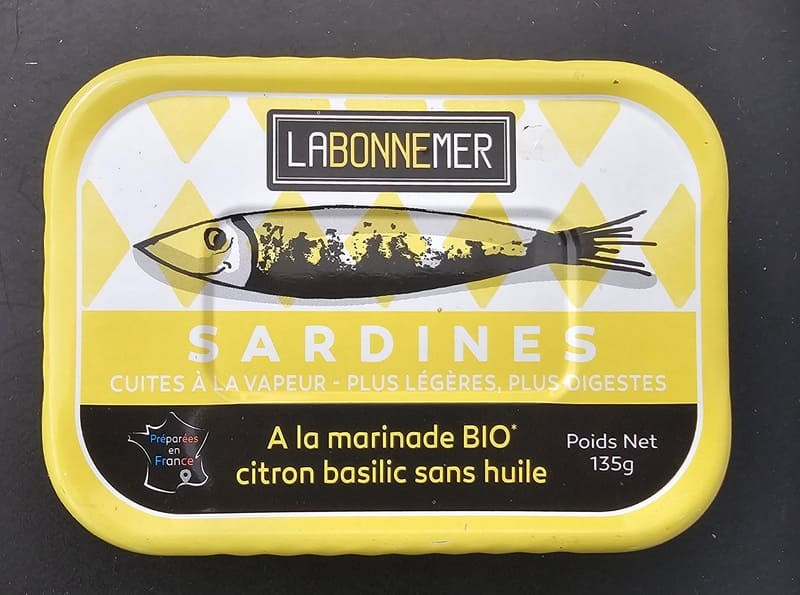 LABONNEMER
SARDINES
CUITES À LA VAPEUR - PLUS LÉGÈRES, PLUS DIGESTES
Préparées
en
France
A la marinade BIO*
citron basilic sans huile
Poids Net
135g